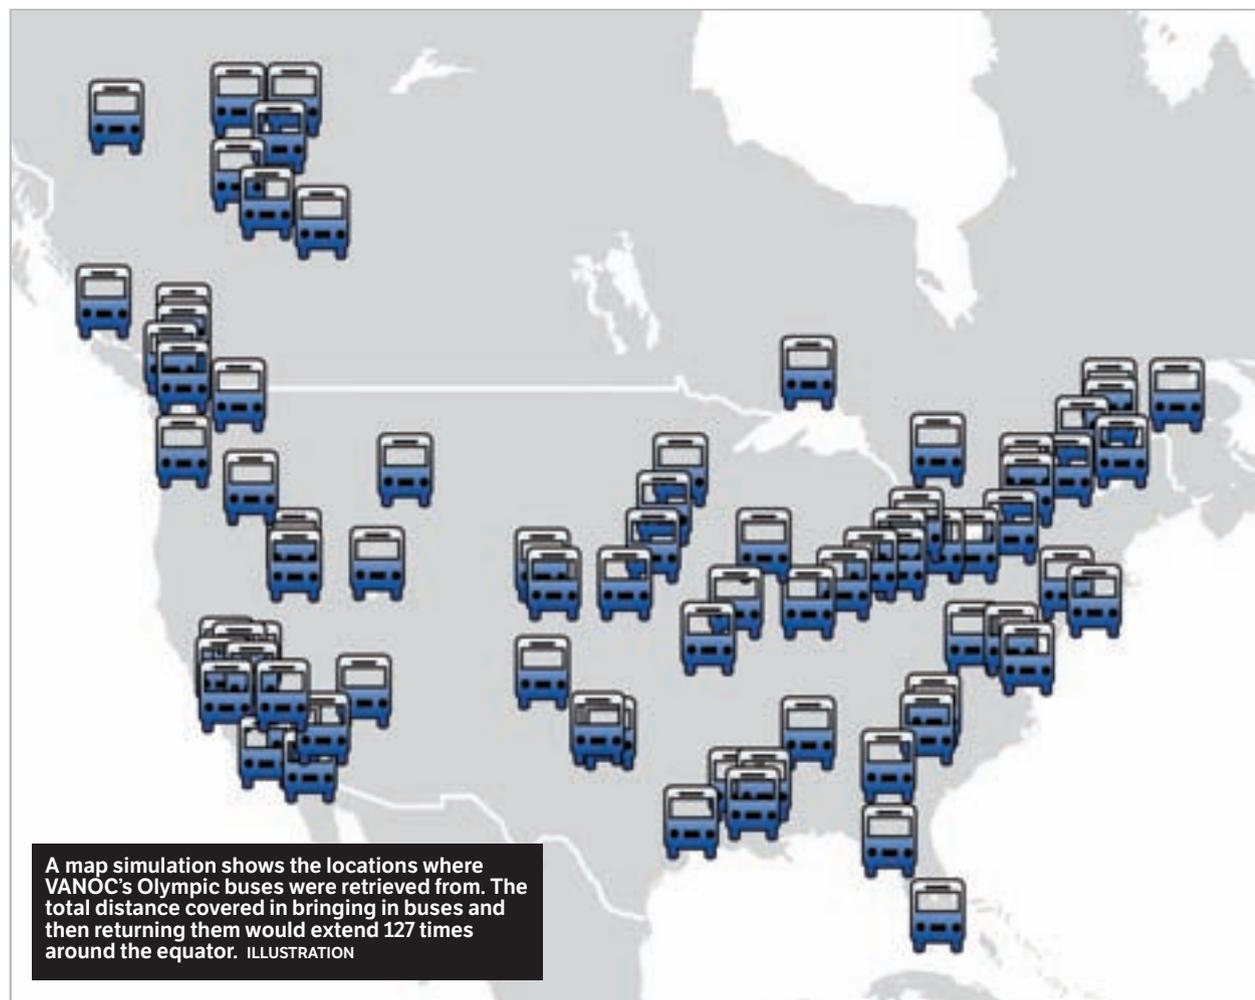 A map simulation shows the locations where
VANOC’s Olympic buses were retrieved from. The
total distance covered in bringing in buses and
then returning them would extend 127 times
around the equator. ILLUSTRATION